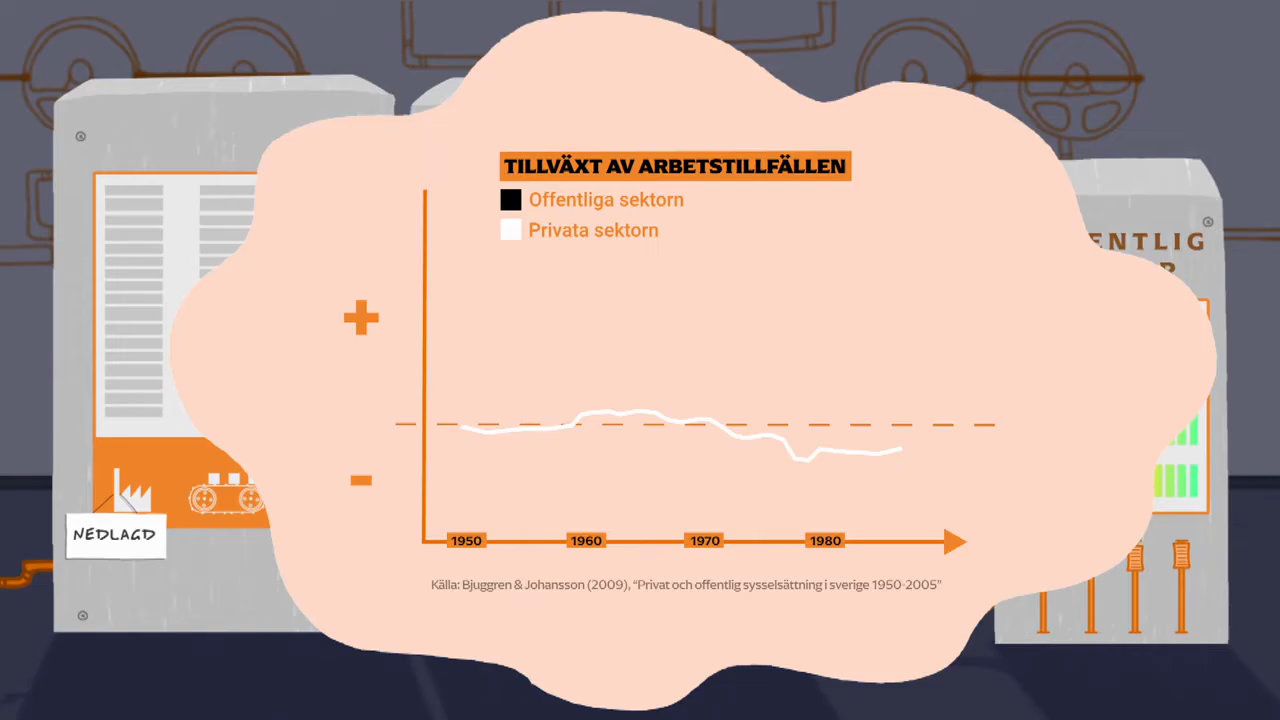 TILLVÄXT AV ARBETSTILLFÄLLEN
Offentliga sektorn
Privata sektorn
ENTLIG
NEDLAGD
1950 1960 1970 1980
Källa: Bjuggren & Johansson (2009), “Privat och offentlig sysselsättning i sverige 1950-2005”